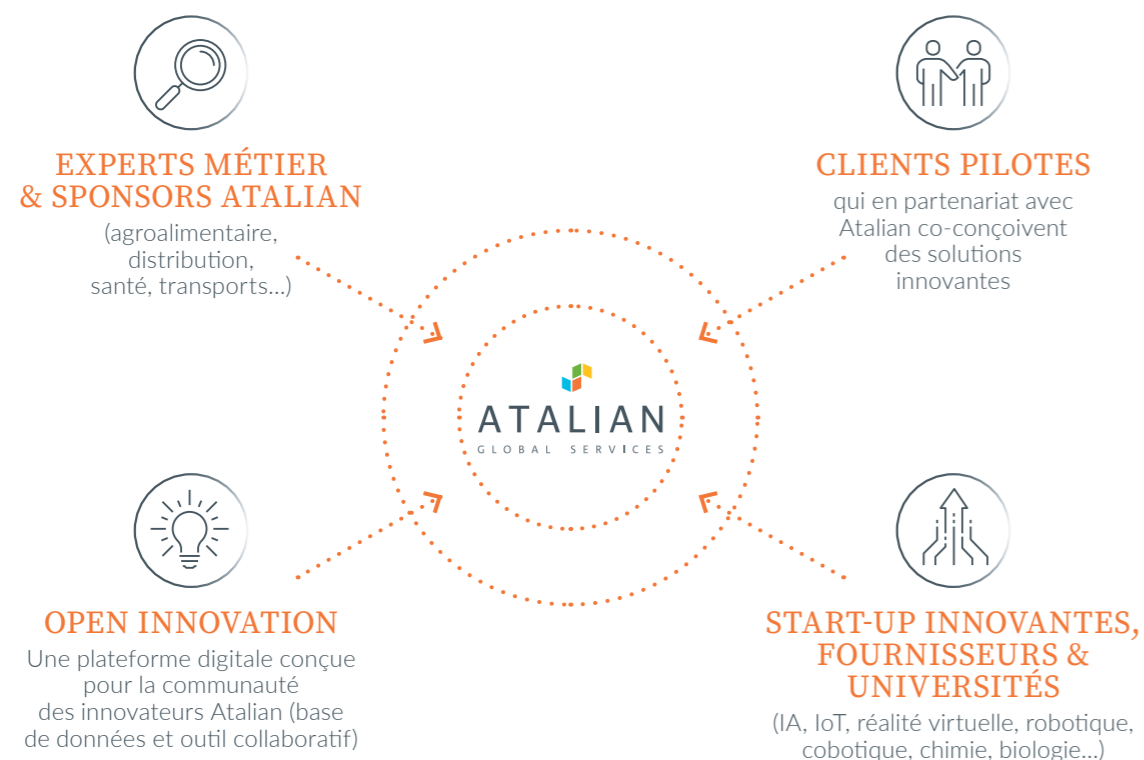 EXPERTS MÉTIER
& SPONSORS ATALIAN
(agroalimentaire,
distribution,
santé, transports...)
CLIENTS PILOTES
qui en partenariat avec
Atalian co-conçoivent
des solutions
innovantes
ATALIAN
GLOBAL SERVICES
OPEN INNOVATION
Une plateforme digitale conçue
pour la communauté
des innovateurs Atalian (base
de données et outil collaboratif)
START-UP INNOVANTES,
FOURNISSEURS &
UNIVERSITÉS
(IA, IoT, réalité virtuelle, robotique,
cobotique, chimie, biologie...)